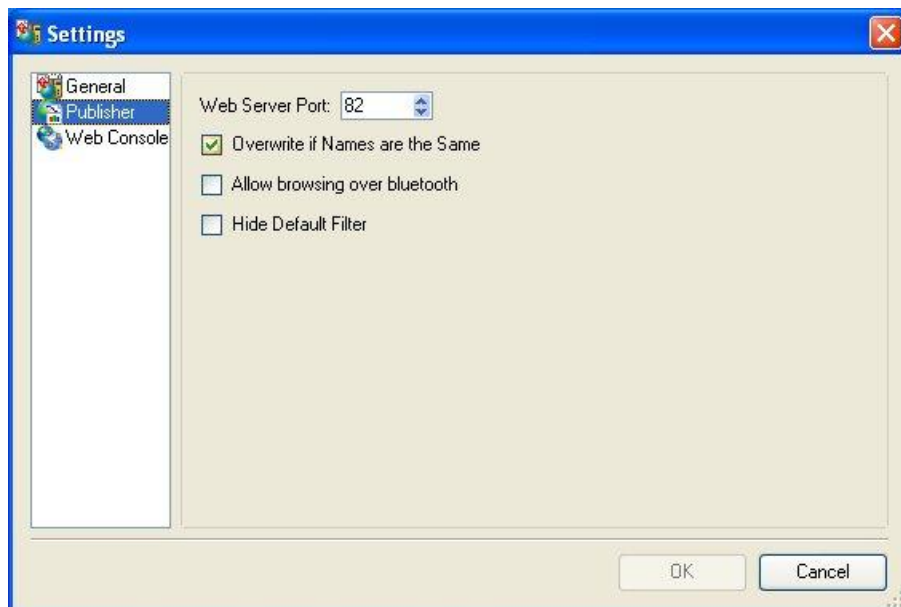 Settings
General
Publisher
Web Console
Web Server Port: 82
Overwrite if Names are the Same
Allow browsing over bluetooth
Hide Default Filter
OK
Cancel